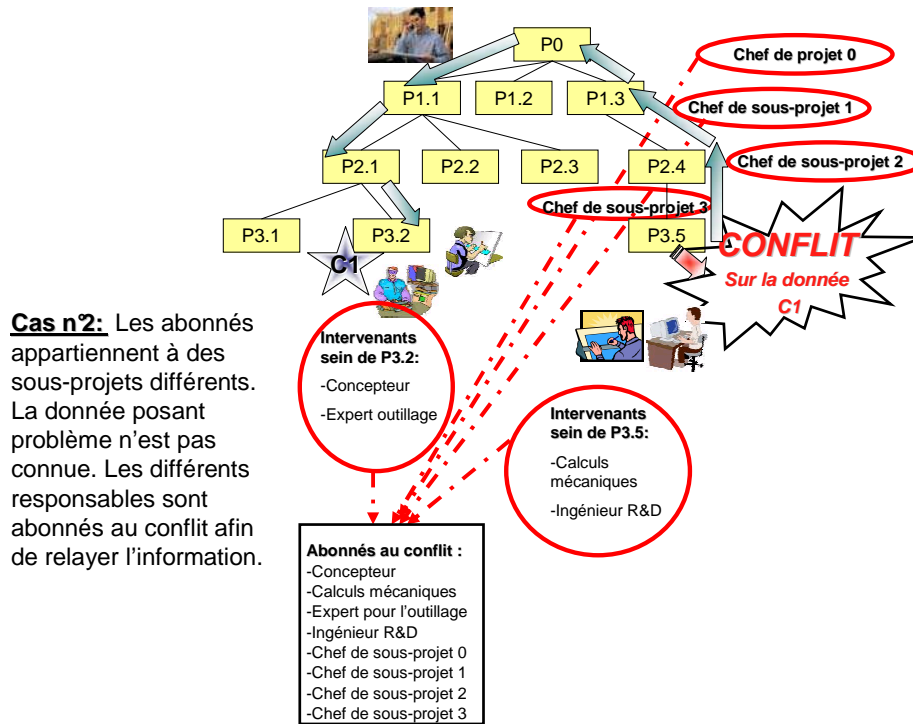 P0
Chef de projet 0
P1.1
P1.2
P1.3
Chef de sous-projet 1
P2.1
P2.2
P2.3
P2.4
Chef de sous-projet 2
Chef de sous-projet 3
P3.1
P3.2
P3.5
CONFLIT
Sur la donnée
C1
C1
Cas n°2: Les abonnés
appartiennent à des
sous-projets différents.
La donnée posant
problème n'est pas
connue. Les différents
responsables sont
abonnés au conflit afin
de relayer l'information.
Intervenants
sein de P3.2:
-Concepteur
-Expert outillage
Intervenants
sein de P3.5:
-Calculs
mécaniques
-Ingénieur R&D
Abonnés au conflit :
-Concepteur
-Calculs mécaniques
-Expert pour l'outillage
-Ingénieur R&D
-Chef de sous-projet 0
-Chef de sous-projet 1
-Chef de sous-projet 2
-Chef de sous-projet 3